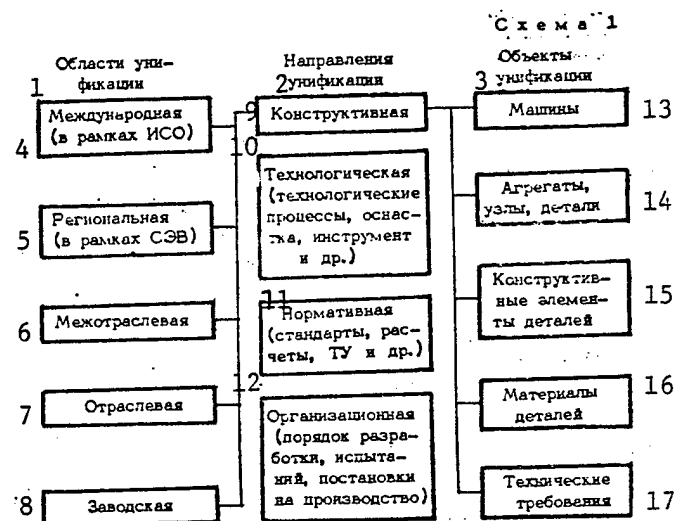 Схема 1
1
Области уни-
фикации
2
Направления
унификации
3
Объекты
унификации
4
Международная
(в рамках ИСО)
5
Региональная
(в рамках СЭВ)
6
Межотраслевая
7
Отраслевая
8
Заводская
9
Конструктивная
10
Технологическая
(технологические
процессы, оснас-
тка, инструмент
и др.)
11
Нормативная
(стандарты, рас-
четы, ТУ и др.)
12
Организационная
(порядок разра-
ботки, испыта-
ний, постановки
на производство)
Машины
13
Агрегаты,
узлы, детали
14
Конструктив-
ные элемен-
ты деталей
15
Материалы
деталей
16
Технические
требования
17